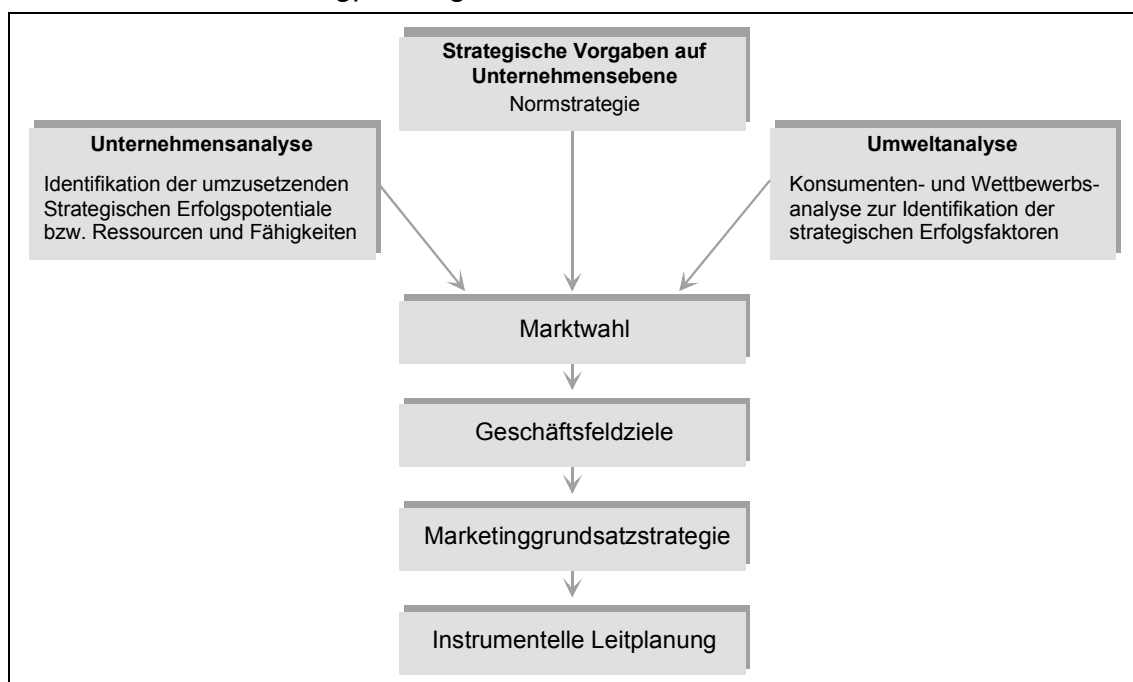 Strategische Vorgaben auf
Unternehmensebene
Normstrategie
Unternehmensanalyse
Identifikation der umzusetzenden
Strategischen Erfolgspotentiale
bzw. Ressourcen und Fähigkeiten
Umweltanalyse
Konsumenten- und Wettbewerbs-
analyse zur Identifikation der
strategischen Erfolgsfaktoren
Marktwahl
Geschäftsfeldziele
Marketinggrundsatzstrategie
Instrumentelle Leitplanung